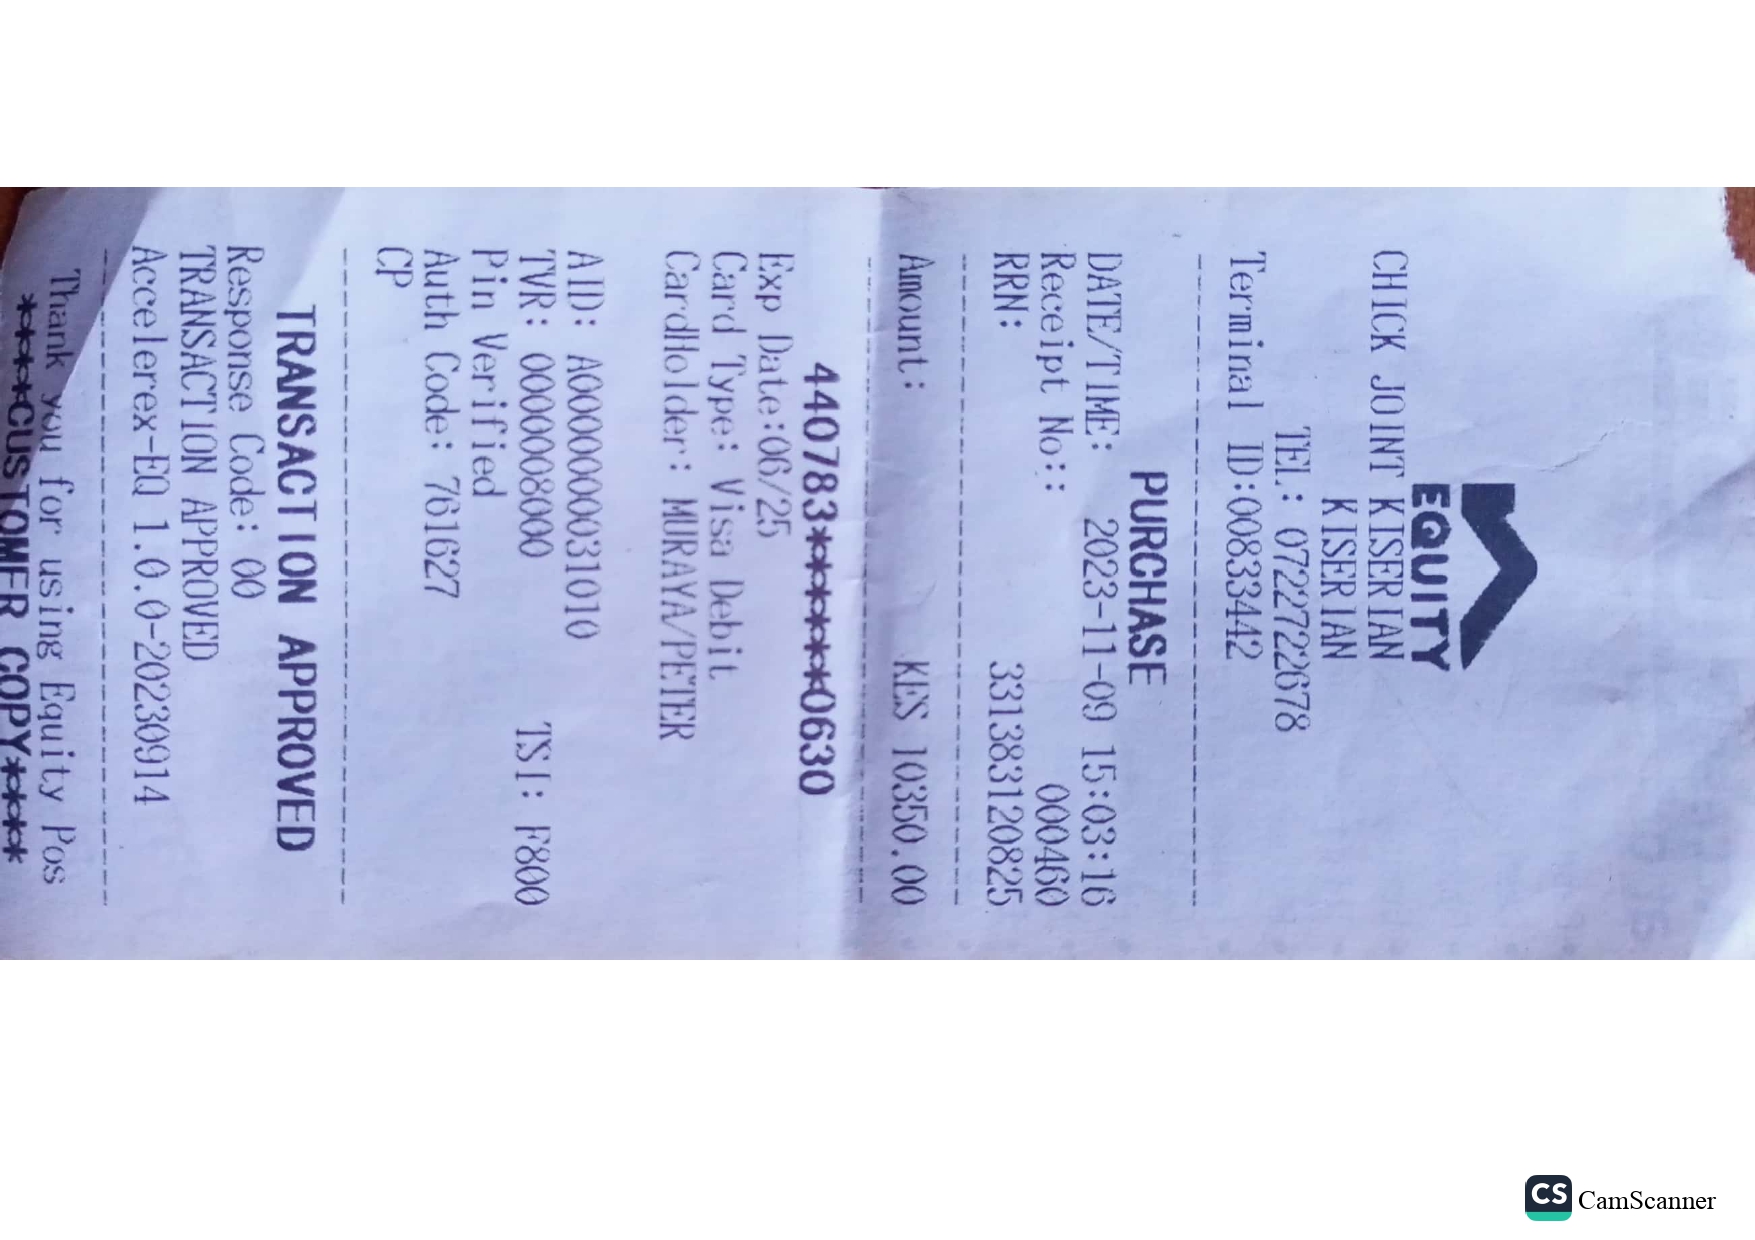 EQUITY
CHICK JOINT KISERIAN
KISERIAN
TEL: 0722722678
Terminal ID:00833442
PURCHASE
DATE/TIME: 2023-11-09 15:03:16
Receipt No:: 000460
RRN: 331383120825
Amount: KES 10350.00
440783******0630
Exp Date:06/25
Card Type: Visa Debit
CardHolder: MURAYA/PETER
AID: A0000000031010
TVR: 0000008000 TSI: F800
Pin Verified
Auth Code: 761627
CP
TRANSACTION APPROVED
Response Code: 00
TRANSACTION APPROVED
Accelerex-EQ 1.0.0-20230914
Thank you for using Equity Pos
****CUSTOMER COPY****
CS CamScanner